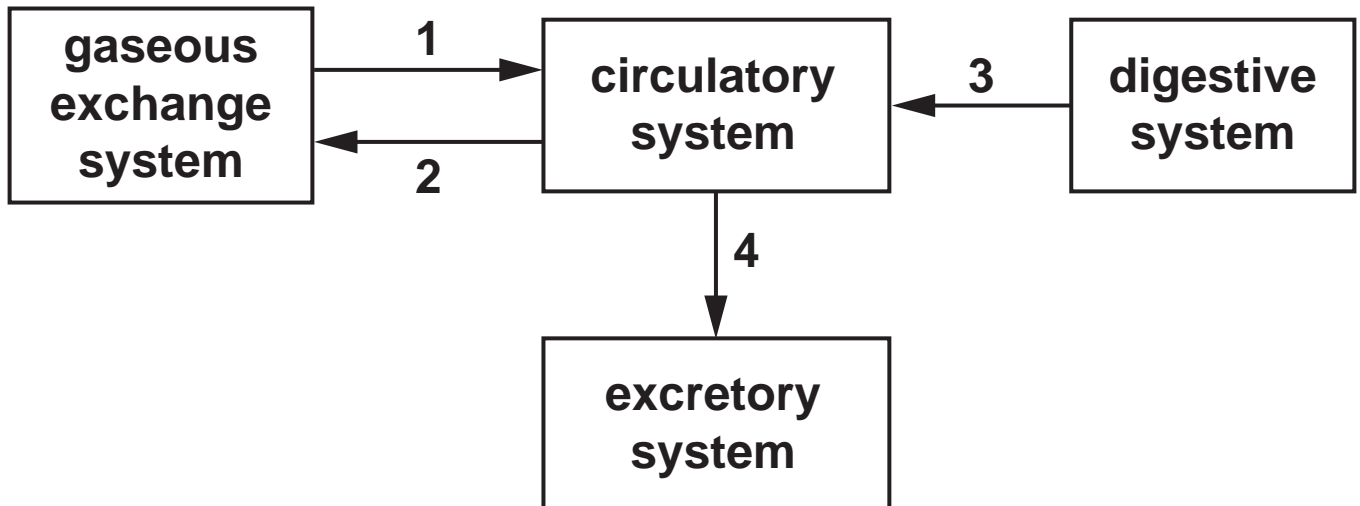 gaseous
exchange
system
1
2
circulatory
system
3
digestive
system
4
excretory
system